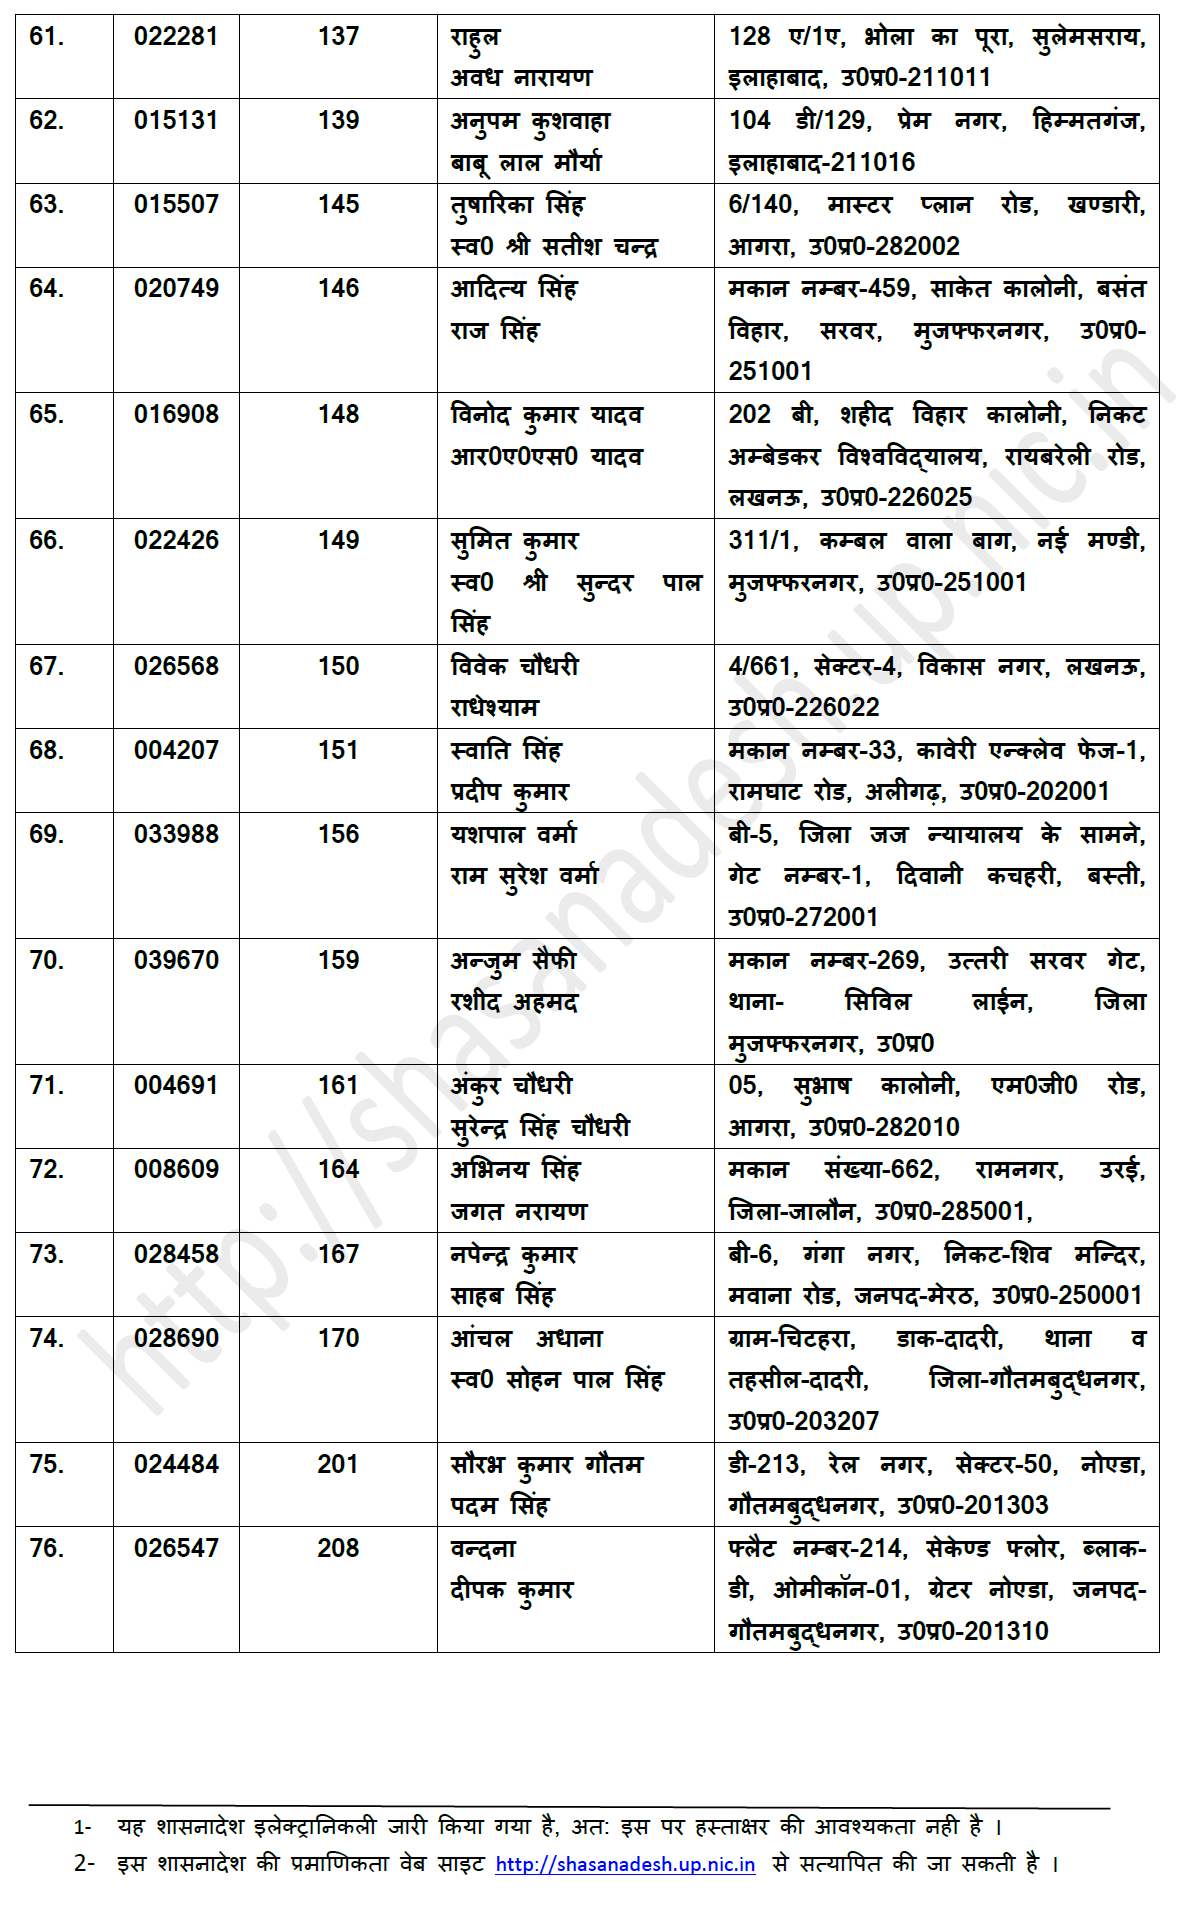 61. 022281 137 राहुल 128 ए/1ए, भोला का पूरा, सुलेमसराय,
अवध नारायण इलाहाबाद, उ0प्र0-211011
62. 015131 139 अनुपम कुशवाहा 104 डी/129, प्रेम नगर, हिम्मतगंज,
बाबू लाल मौर्या इलाहाबाद-211016
63. 015507 145 तुषारिका सिंह 6/140, मास्टर प्लान रोड, खण्डारी,
स्व0 श्री सतीश चन्द्र आगरा, उ0प्र0-282002
64. 020749 146 आदित्य सिंह मकान नम्बर-459, साकेत कालोनी, बसंत
राज सिंह विहार, सरवर, मुजफ्फरनगर, उ0प्र0-
251001
65. 016908 148 विनोद कुमार यादव 202 बी, शहीद विहार कालोनी, निकट
आर0ए0एस0 यादव अम्बेडकर विश्वविद्यालय, रायबरेली रोड,
लखनऊ, उ0प्र0-226025
66. 022426 149 सुमित कुमार 311/1, कम्बल वाला बाग, नई मण्डी,
स्व0 श्री सुन्दर पाल मुजफ्फरनगर, उ0प्र0-251001
सिंह
67. 026568 150 विवेक चौधरी 4/661, सेक्टर-4, विकास नगर, लखनऊ,
राधेश्याम उ0प्र0-226022
68. 004207 151 स्वाति सिंह मकान नम्बर-33, कावेरी एन्क्लेव फेज-1,
प्रदीप कुमार रामघाट रोड, अलीगढ़, उ0प्र0-202001
69. 033988 156 यशपाल वर्मा बी-5, जिला जज न्यायालय के सामने,
राम सुरेश वर्मा गेट नम्बर-1, दिवानी कचहरी, बस्ती,
उ0प्र0-272001
70. 039670 159 अन्जुम सैफी मकान नम्बर-269, उत्तरी सरवर गेट,
रशीद अहमद थाना- सिविल लाईन, जिला
मुजफ्फरनगर, उ0प्र0
71. 004691 161 अंकुर चौधरी 05, सुभाष कालोनी, एम0जी0 रोड,
सुरेन्द्र सिंह चौधरी आगरा, उ0प्र0-282010
72. 008609 164 अभिनय सिंह मकान संख्या-662, रामनगर, उरई,
जगत नरायण जिला-जालौन, उ0प्र0-285001,
73. 028458 167 नपेन्द्र कुमार बी-6, गंगा नगर, निकट-शिव मन्दिर,
साहब सिंह मवाना रोड, जनपद-मेरठ, उ0प्र0-250001
74. 028690 170 आंचल अधाना ग्राम-चिटहरा, डाक-दादरी, थाना व
स्व0 सोहन पाल सिंह तहसील-दादरी, जिला-गौतमबुद्धनगर,
उ0प्र0-203207
75. 024484 201 सौरभ कुमार गौतम डी-213, रेल नगर, सेक्टर-50, नोएडा,
पदम सिंह गौतमबुद्धनगर, उ0प्र0-201303
76. 026547 208 वन्दना फ्लैट नम्बर-214, सेकेण्ड फ्लोर, ब्लाक-
दीपक कुमार डी, ओमीकॉन-01, ग्रेटर नोएडा, जनपद-
गौतमबुद्धनगर, उ0प्र0-201310
http://shasanadesh.up.nic.in
1- यह शासनादेश इलेक्ट्रानिकली जारी किया गया है, अत: इस पर हस्ताक्षर की आवश्यकता नही है ।
2- इस शासनादेश की प्रमाणिकता वेब साइट http://shasanadesh.up.nic.in से सत्यापित की जा सकती है ।